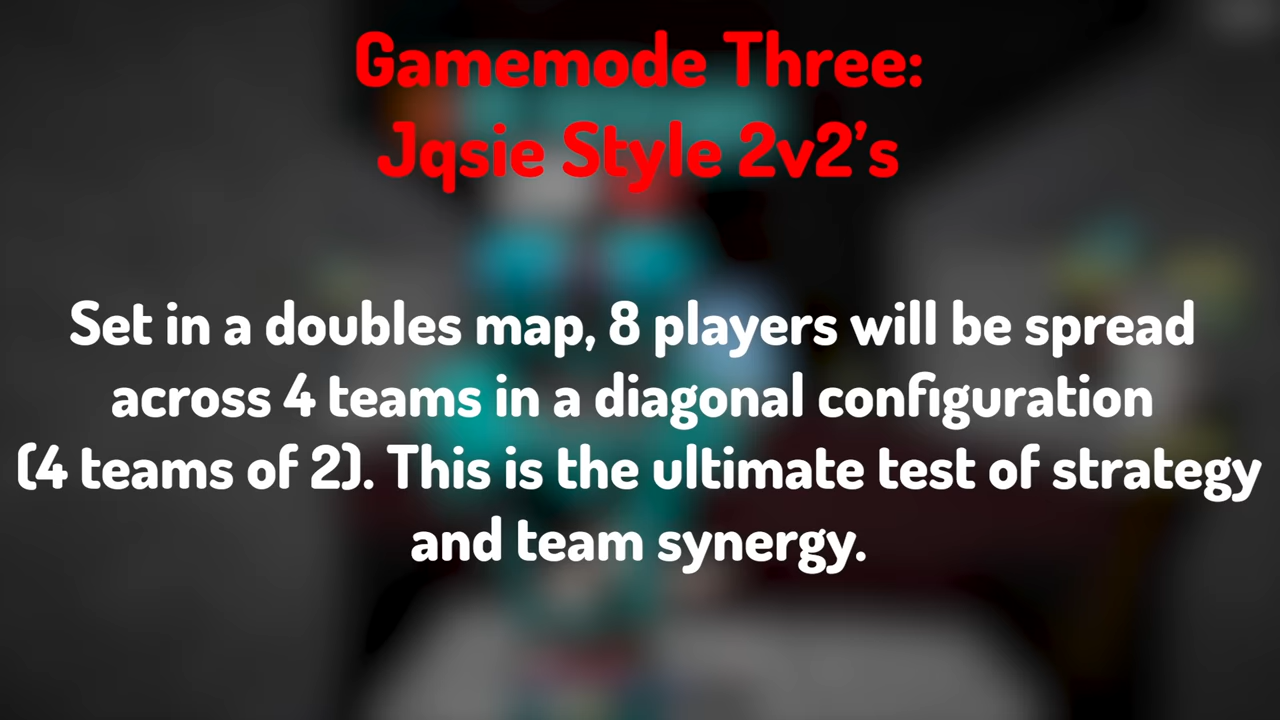 Gamemode Three:
Jqsie Style 2v2’s
Set in a doubles map, 8 players will be spread
across 4 teams in a diagonal configuration
(4 teams of 2). This is the ultimate test of strategy
and team synergy.